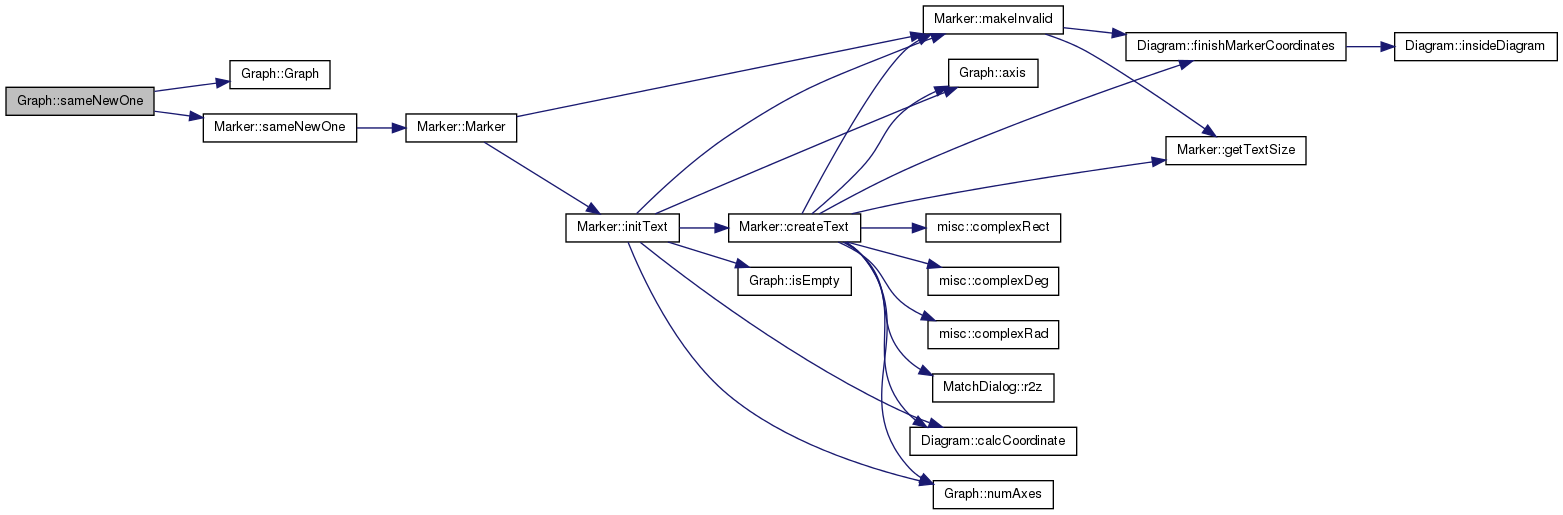 Graph::sameNewOne
Graph::Graph
Marker::sameNewOne
Marker::Marker
Marker::initText
Marker::createText
Graph::isEmpty
Marker::makeInvalid
Graph::axis
Diagram::finishMarkerCoordinates
Diagram::insideDiagram
Marker::getTextSize
misc::complexRect
misc::complexDeg
misc::complexRad
MatchDialog::r2z
Diagram::calcCoordinate
Graph::numAxes